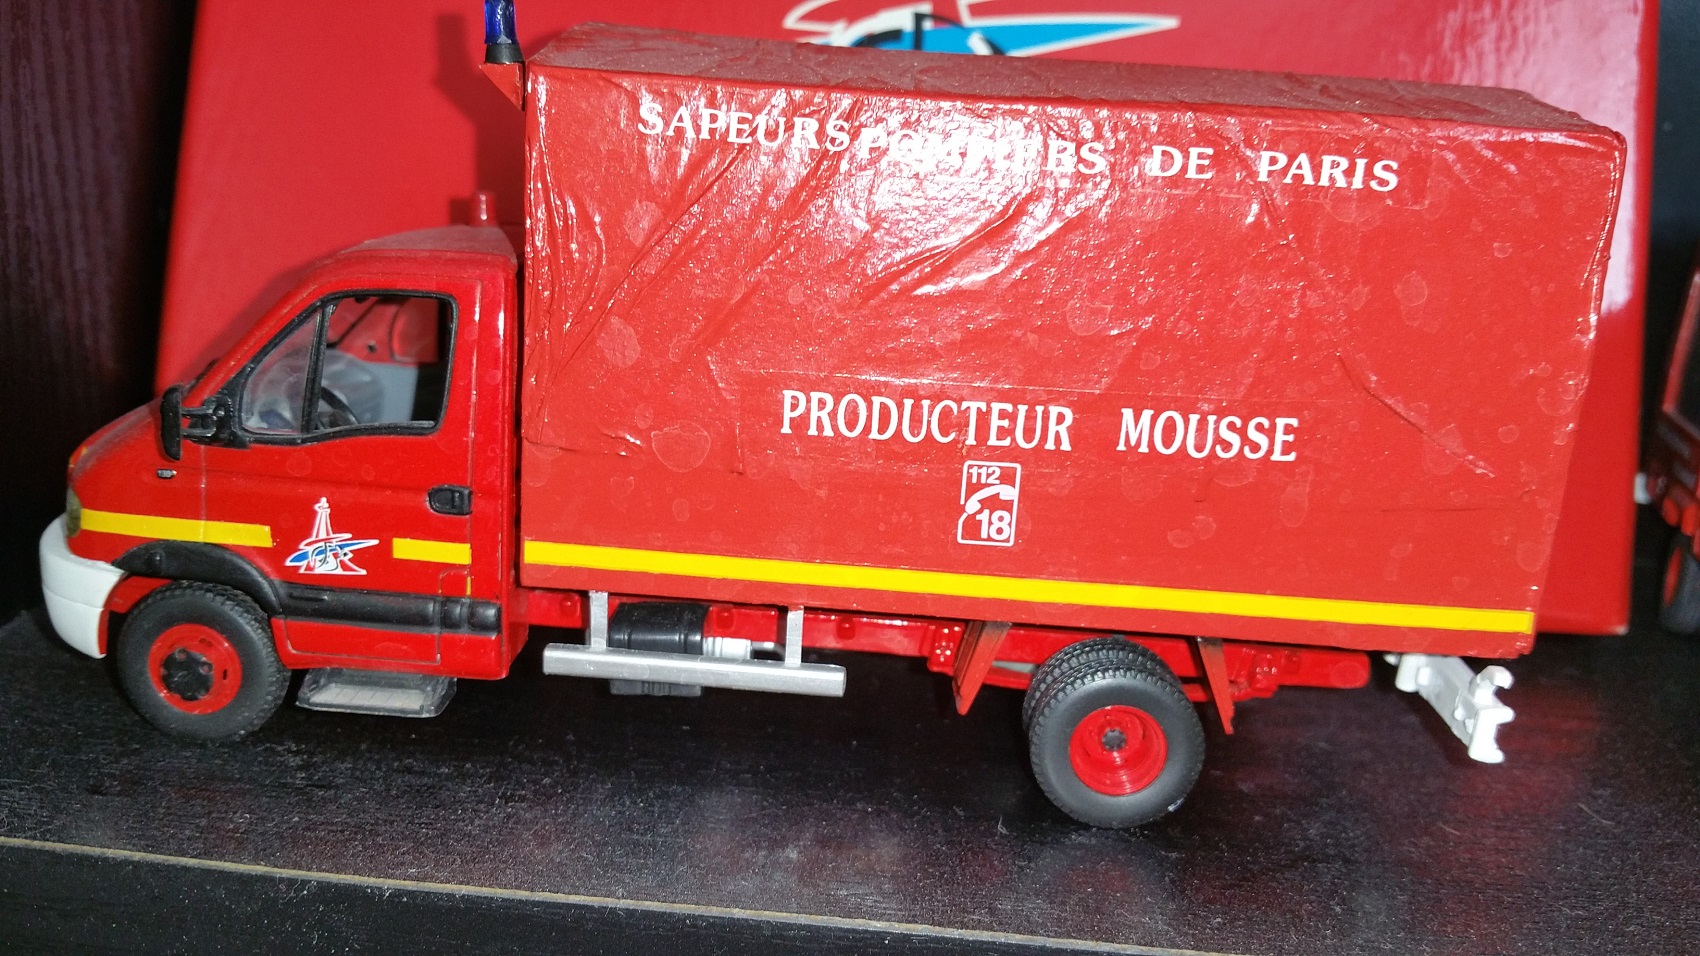 SAPEURS POMPIERS DE PARIS
PRODUCTEUR MOUSSE
112
18